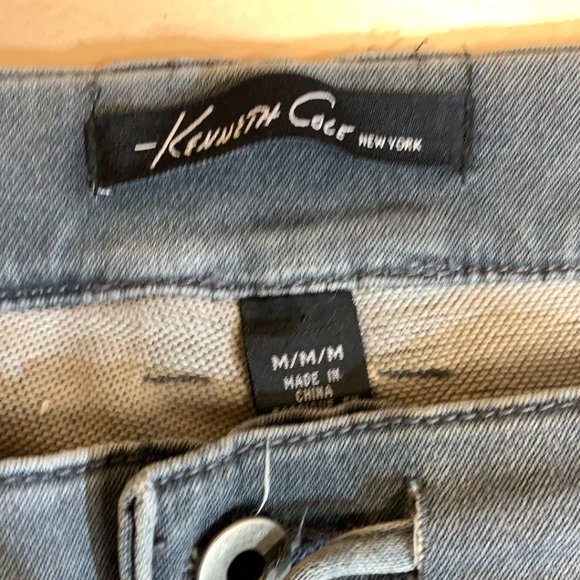 -Kenneth Cole NEW YORK
M/M/M
MADE IN
CHINA